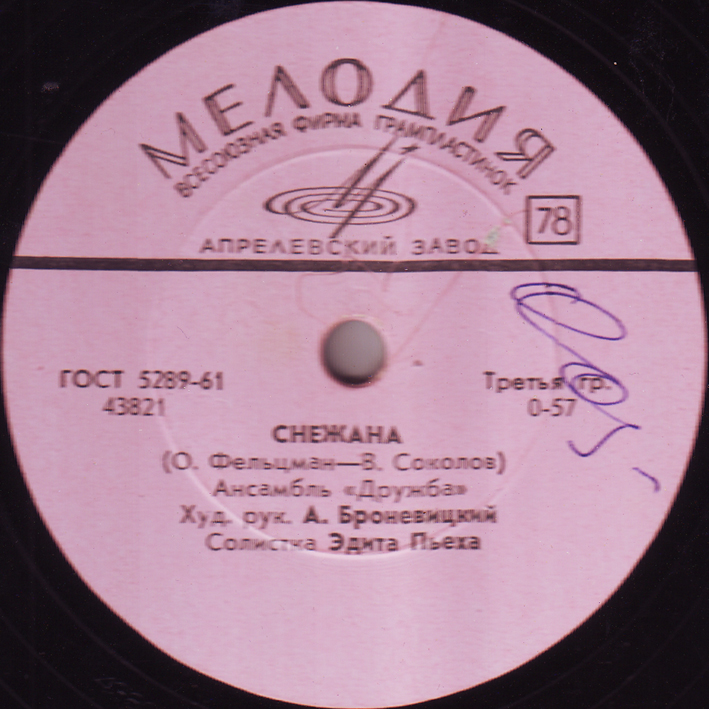 МЕЛОДИЯ
ВСЕСОЮЗНАЯ ФИРМА ГРАМПЛАСТИНОК
78
АПРЕЛЕВСКИЙ ЗАВОД
ГОСТ 5289-61
43821
Третья гр.
0-57
СНЕЖАНА
(О. Фельцман—В. Соколов)
Ансамбль «Дружба»
Худ. рук. А. Броневицкий
Солистка Эдита Пьеха